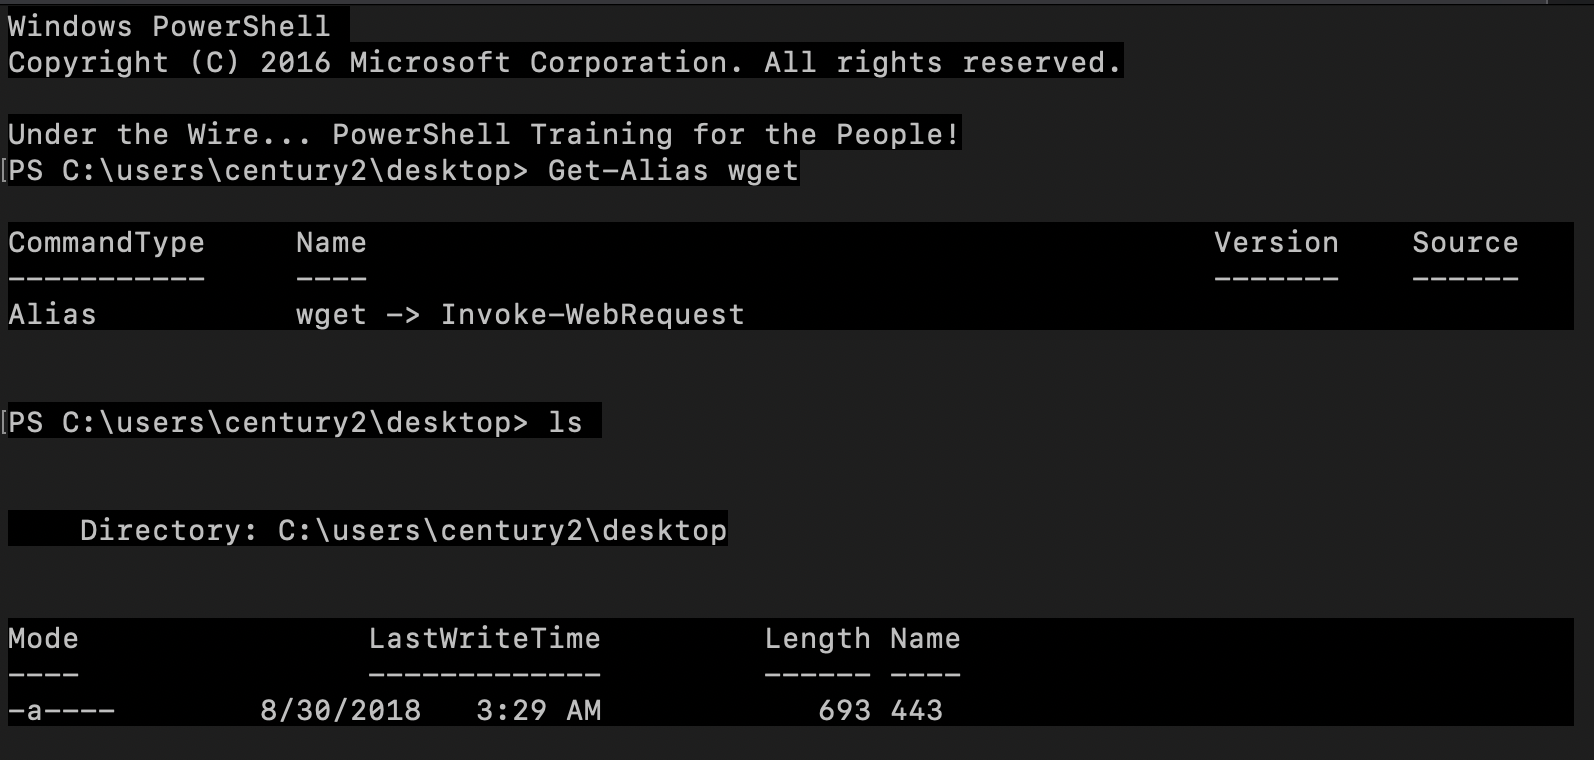 Windows PowerShell
Copyright (C) 2016 Microsoft Corporation. All rights reserved.
Under the Wire... PowerShell Training for the People!
[PS C:\users\century2\desktop> Get-Alias wget
CommandType     Name                                               Version    Source
-----------     ----                                               -------    ------
Alias           wget -> Invoke-WebRequest
[PS C:\users\century2\desktop> ls
    Directory: C:\users\century2\desktop
Mode                LastWriteTime         Length Name
----                -------------         ------ ----
-a----        8/30/2018   3:29 AM            693 443